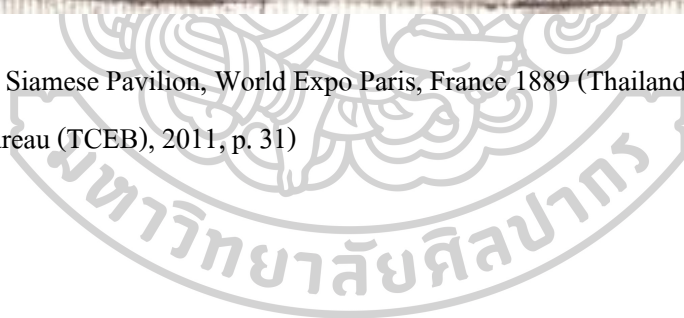 Siamese Pavilion, World Expo Paris, France 1889 (Thailand
reau (TCEB), 2011, p. 31)
มหาวิทยาลัยศิลปากร